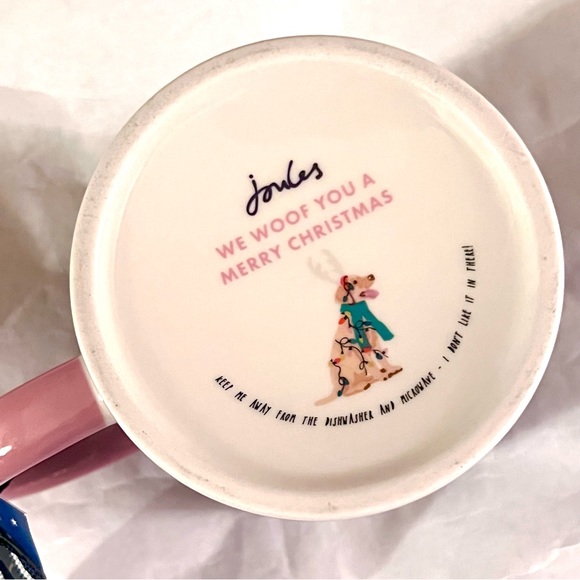 joules
WE WOOF YOU A
MERRY CHRISTMAS
KEEP ME AWAY FROM THE DISHWASHER AND MICROWAVE - I DON'T LIKE IT IN THERE!